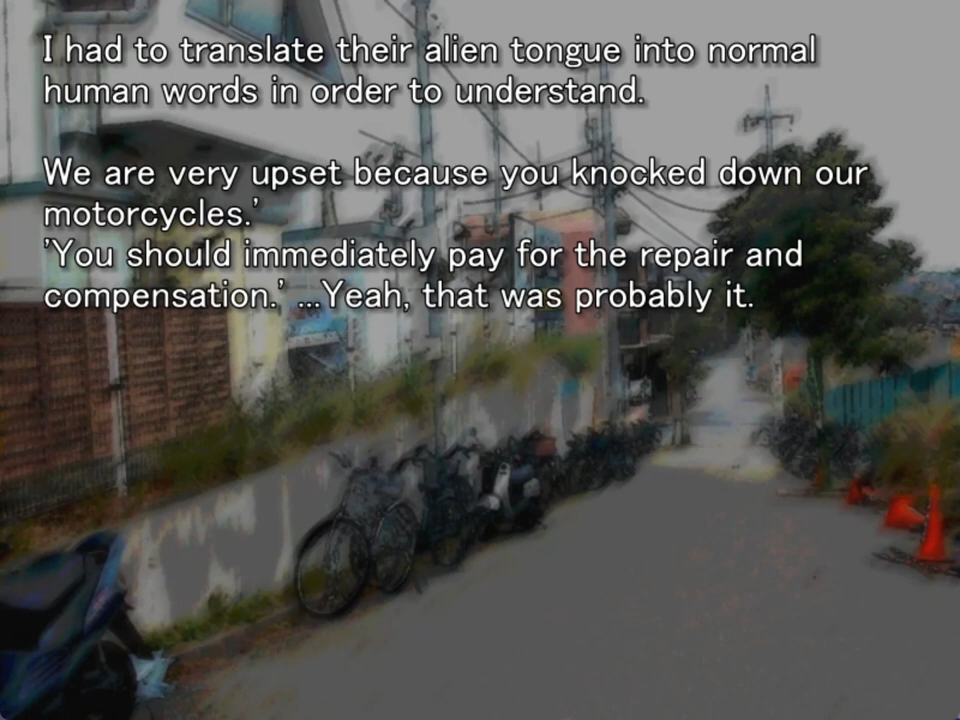 I had to translate their alien tongue into normal
human words in order to understand.
We are very upset because you knocked down our
motorcycles.'
'You should immediately pay for the repair and
compensation.' ...Yeah, that was probably it.